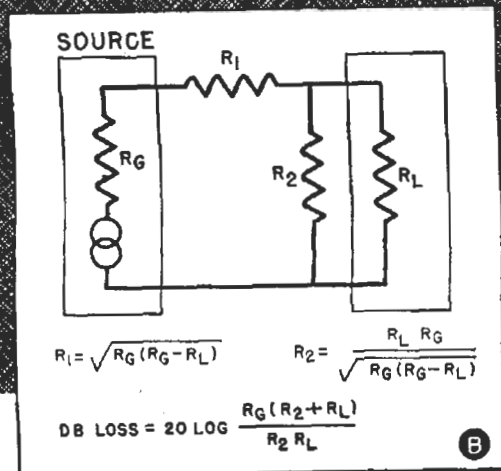 SOURCE
R1
RG
R2
RL
R1 = √RG(RG-RL)
R2 = RL RG / √RG(RG-RL)
DB LOSS = 20 LOG RG(R2+RL) / R2 RL
B